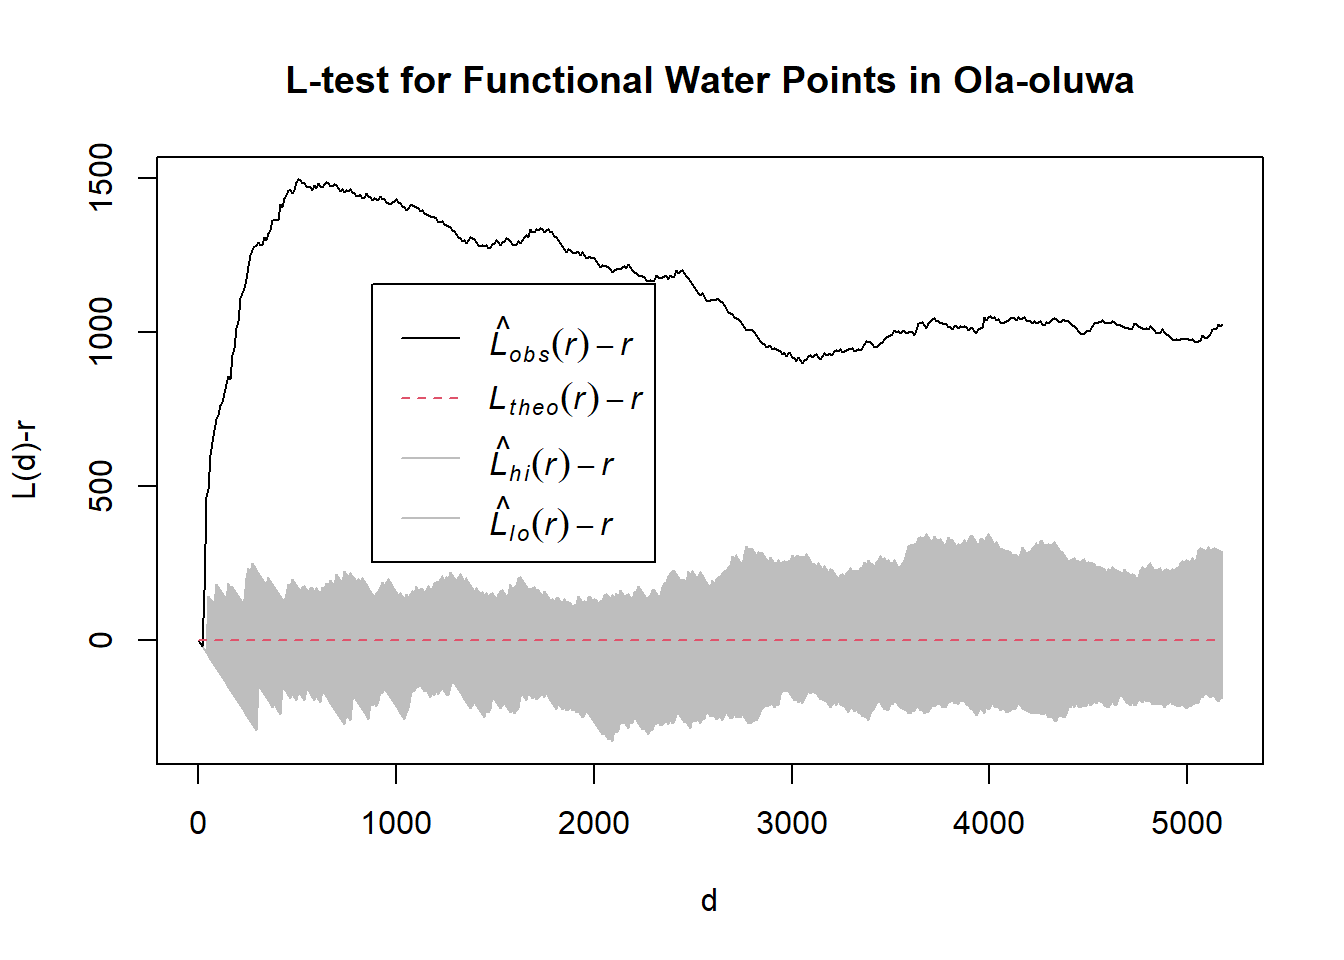 L-test for Functional Water Points in Ola-oluwa
L(d)-r
1500
1000
500
0
L̂obs(r) − r
Ltheo(r) − r
L̂hi(r) − r
L̂lo(r) − r
0 1000 2000 3000 4000 5000
d